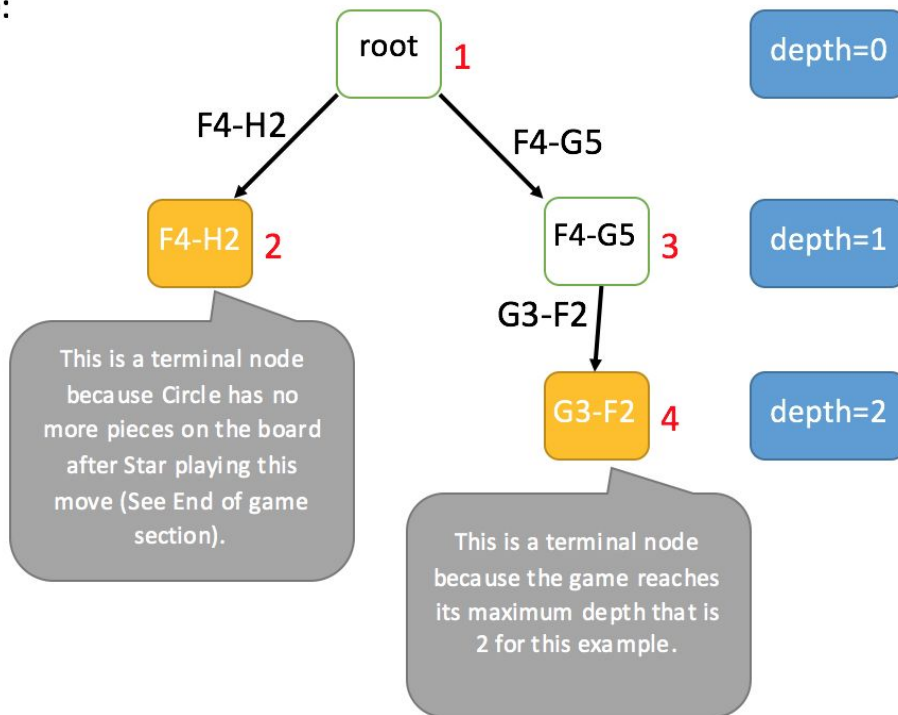 :
root
1
depth=0
F4-H2
F4-G5
F4-H2
2
F4-G5
3
depth=1
G3-F2
This is a terminal node
because Circle has no
more pieces on the board
after Star playing this
move (See End of game
section).
G3-F2
4
depth=2
This is a terminal node
because the game reaches
its maximum depth that is
2 for this example.